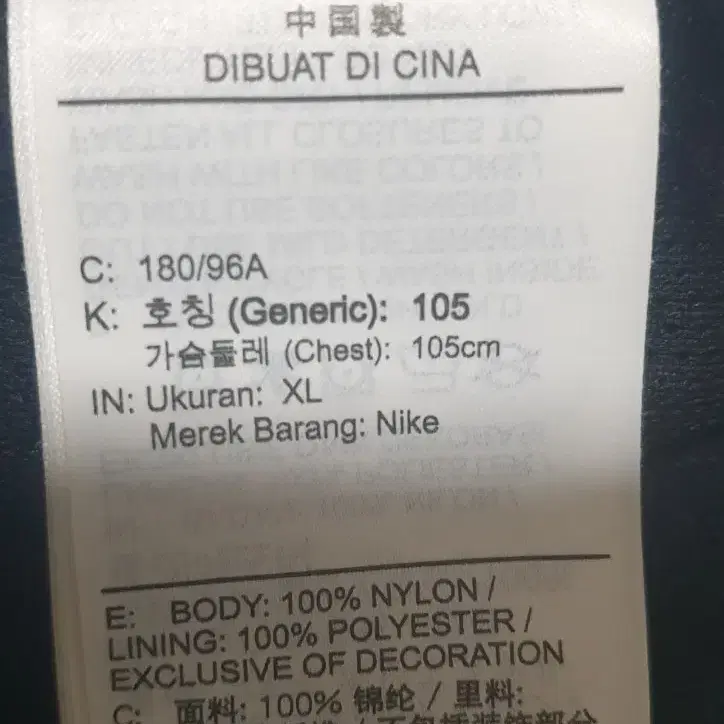 中国製
DIBUAT DI CINA
C: 180/96A
K: 호칭 (Generic): 105
가슴둘레 (Chest): 105cm
IN: Ukuran: XL
Merek Barang: Nike
E: BODY: 100% NYLON /
LINING: 100% POLYESTER /
EXCLUSIVE OF DECORATION
C: 面料: 100% 锦纶 / 里料: